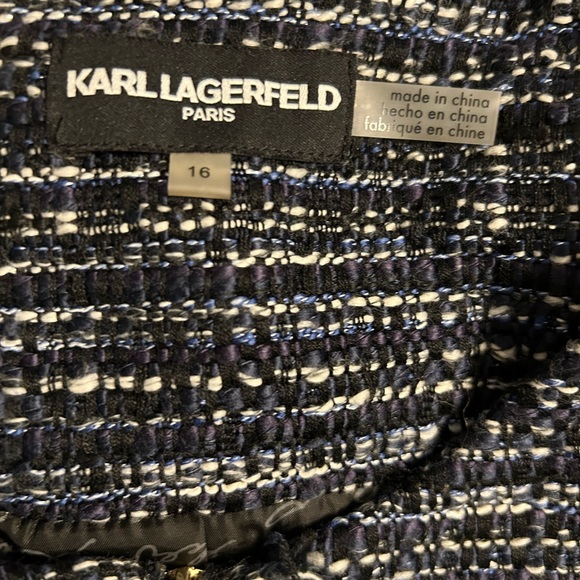 KARL LAGERFELD
PARIS
made in china
hecho en china
fabriqué en chine
16